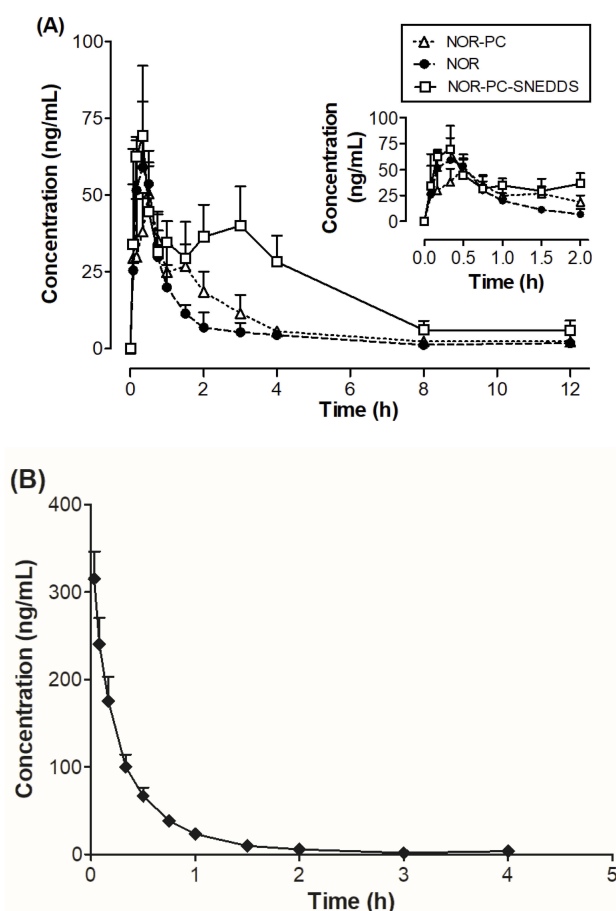 (A)
NOR-PC
NOR
NOR-PC-SNEDDS
Concentration (ng/mL)
100
75
50
25
0
0 2 4 6 8 10 12
Time (h)
Concentration
(ng/mL)
100
75
50
25
0
0.0 0.5 1.0 1.5 2.0
Time (h)
(B)
Concentration (ng/mL)
400
300
200
100
0
0 1 2 3 4 5
Time (h)